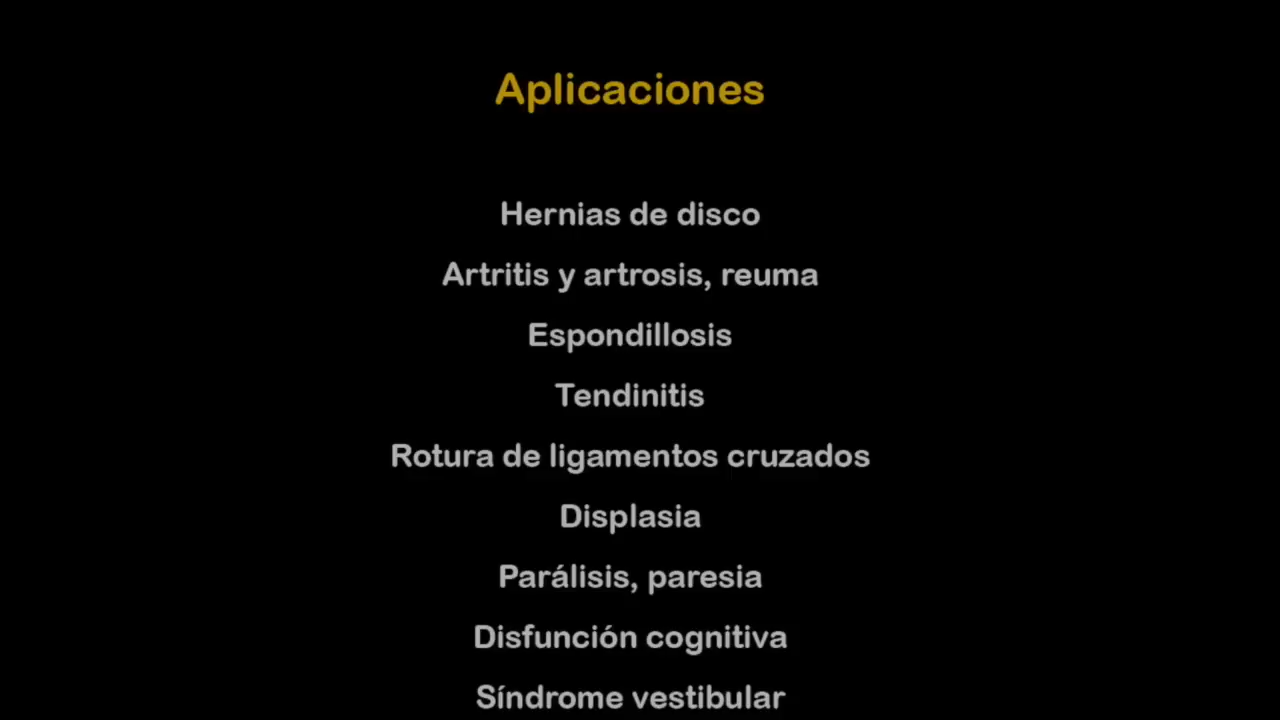 Aplicaciones
Hernias de disco
Artritis y artrosis, reuma
Espondillosis
Tendinitis
Rotura de ligamentos cruzados
Displasia
Parálisis, paresia
Disfunción cognitiva
Síndrome vestibular